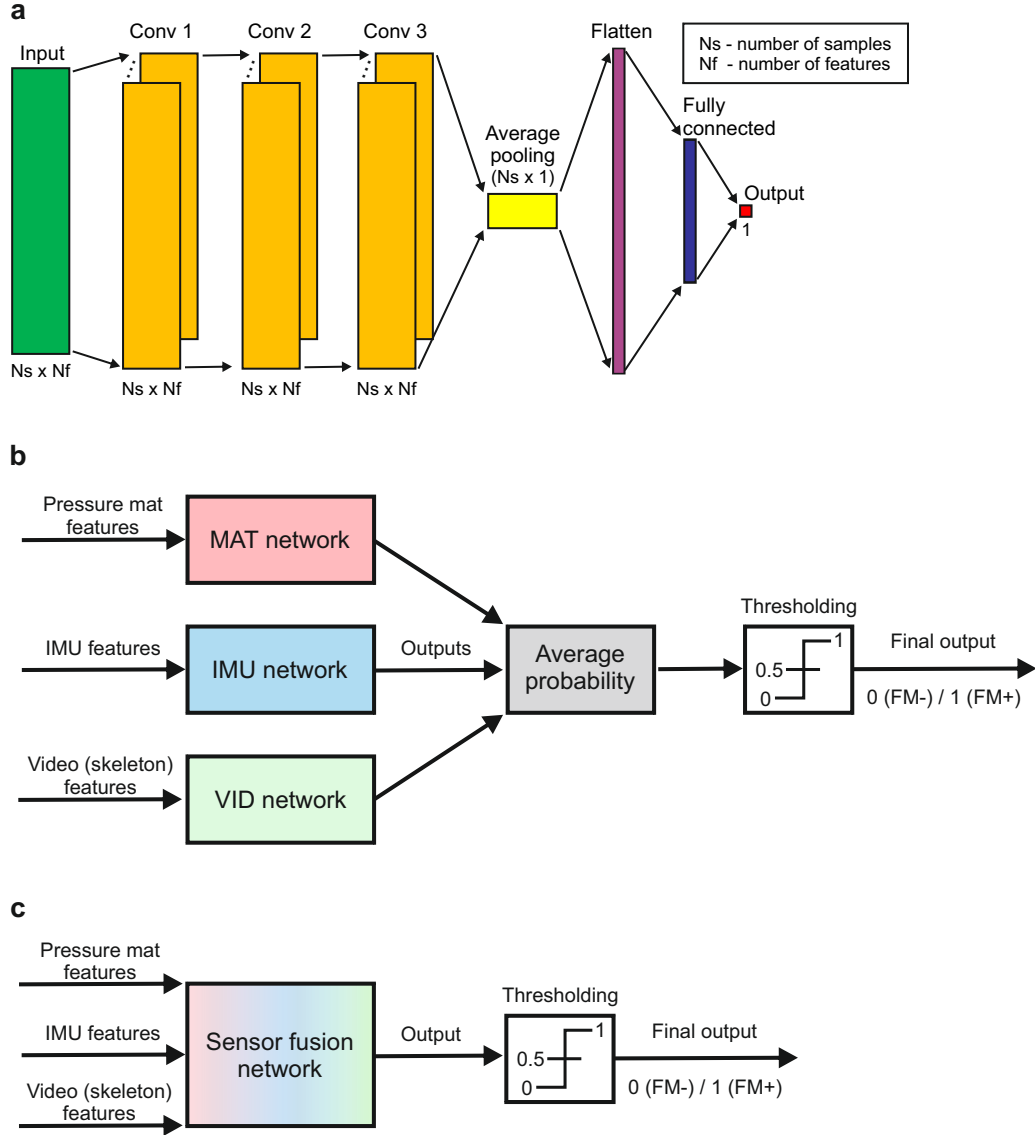 a
Input
Conv 1
Conv 2
Conv 3
Flatten
Ns - number of samples
Nf - number of features
Fully
connected
Average
pooling
(Ns x 1)
Output
1
Ns x Nf
Ns x Nf
Ns x Nf
Ns x Nf
b
Pressure mat
features
MAT network
IMU features
IMU network
Outputs
Average
probability
Thresholding
1
0.5
0
Final output
0 (FM-) / 1 (FM+)
Video (skeleton)
features
VID network
c
Pressure mat
features
IMU features
Video (skeleton)
features
Sensor fusion
network
Output
Thresholding
1
0.5
0
Final output
0 (FM-) / 1 (FM+)